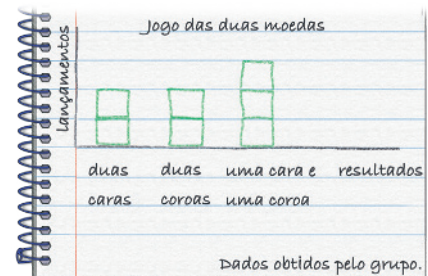 Jogo das duas moedas
lançamentos
duas caras
duas coroas
uma cara e uma coroa
resultados
Dados obtidos pelo grupo.